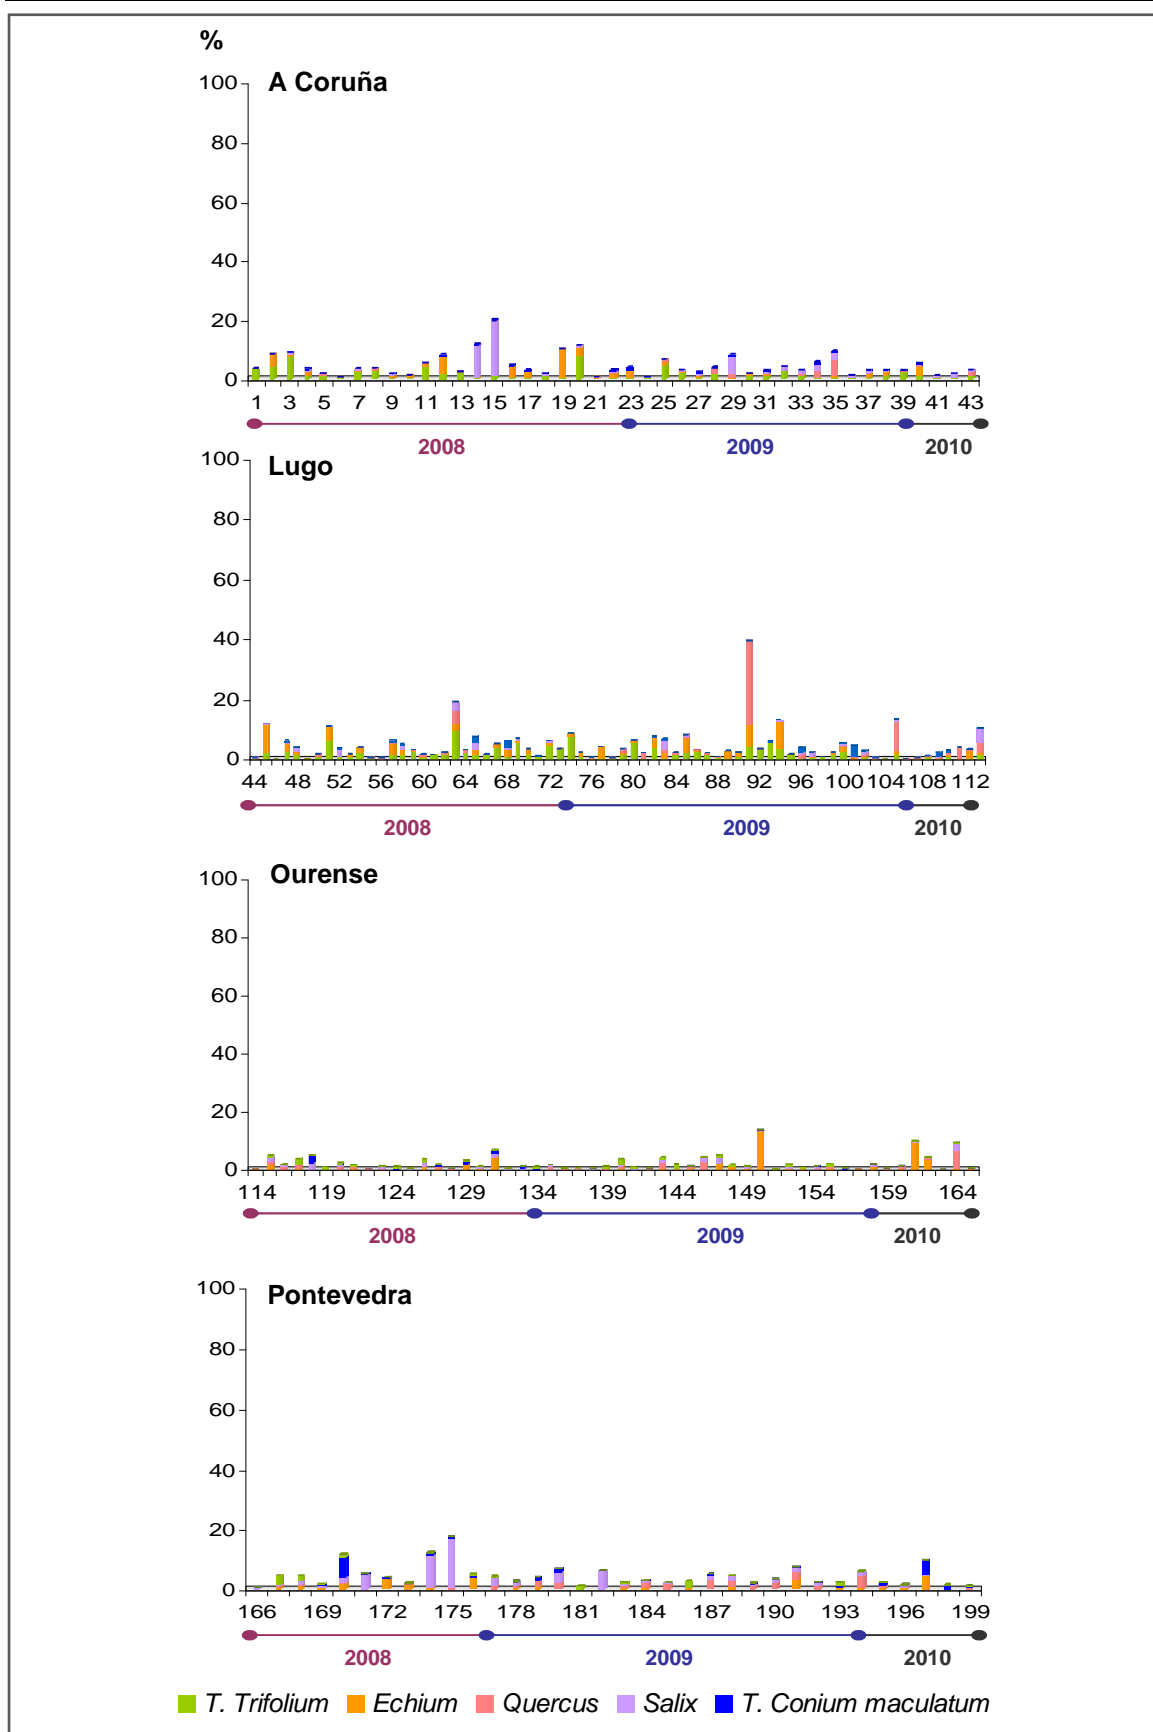 %
A Coruña
100
80
60
40
20
0
1 3 5 7 9 11 13 15 17 19 21 23 25 27 29 31 33 35 37 39 41 43
2008 2009 2010
Lugo
100
80
60
40
20
0
44 48 52 56 60 64 68 72 76 80 84 88 92 96 100 104 108 112
2008 2009 2010
Ourense
100
80
60
40
20
0
114 119 124 129 134 139 144 149 154 159 164
2008 2009 2010
Pontevedra
100
80
60
40
20
0
166 169 172 175 178 181 184 187 190 193 196 199
2008 2009 2010
T. Trifolium Echium Quercus Salix T. Conium maculatum